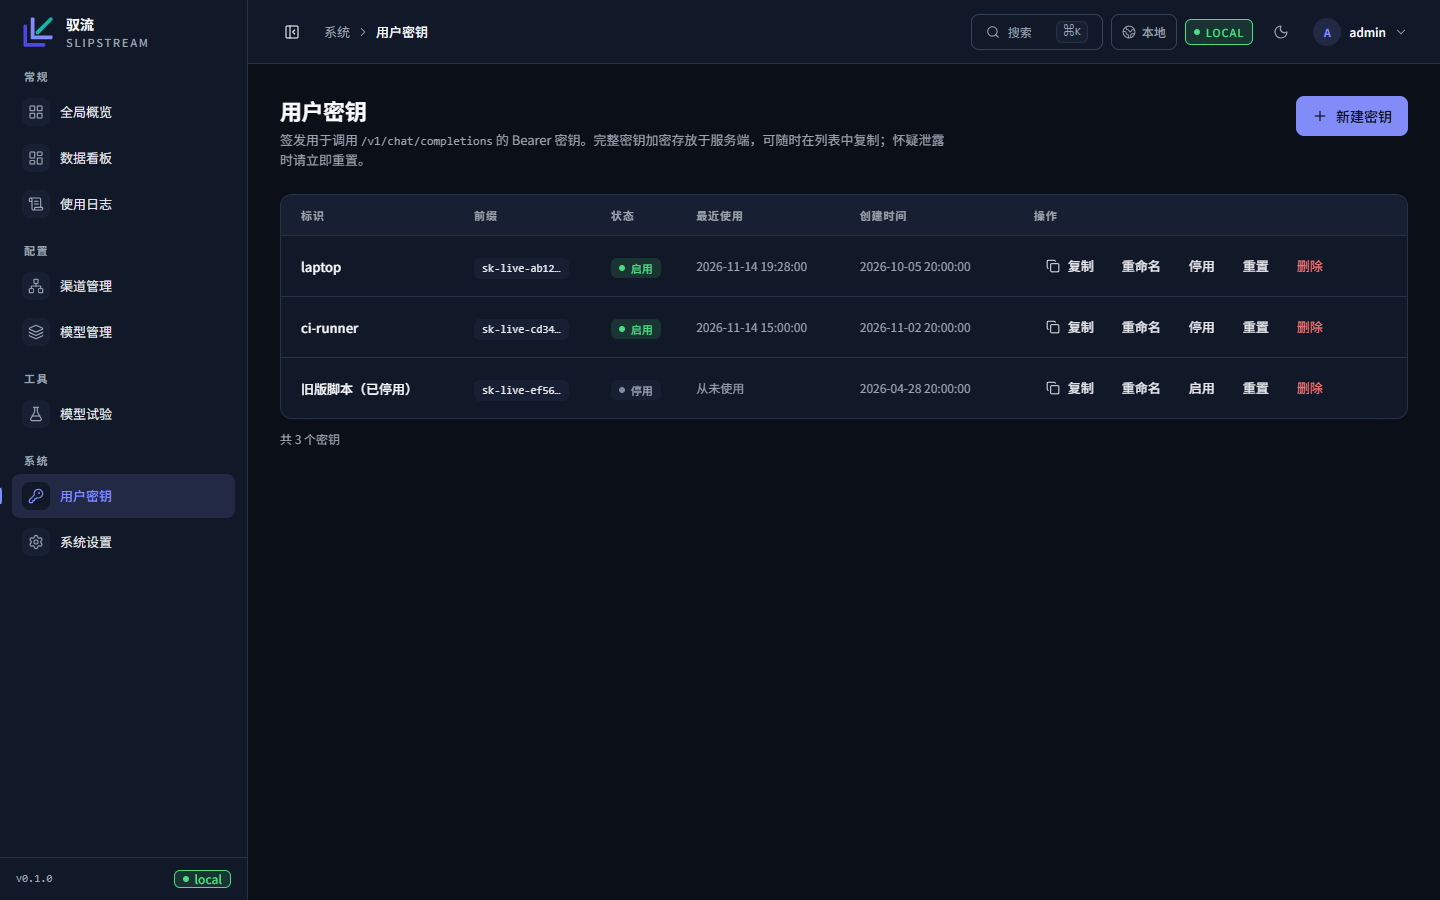 驭流
SLIPSTREAM
常规
全局概览
数据看板
使用日志
配置
渠道管理
模型管理
工具
模型试验
系统
用户密钥
系统设置
v0.1.0
local
系统 > 用户密钥
搜索 ⌘K
本地
LOCAL
A admin
用户密钥
签发用于调用 /v1/chat/completions 的 Bearer 密钥。完整密钥加密存放于服务端，可随时在列表中复制；怀疑泄露
时请立即重置。
+ 新建密钥
标识 前缀 状态 最近使用 创建时间 操作
laptop sk-live-ab12… 启用 2026-11-14 19:28:00 2026-10-05 20:00:00 复制 重命名 停用 重置 删除
ci-runner sk-live-cd34… 启用 2026-11-14 15:00:00 2026-11-02 20:00:00 复制 重命名 停用 重置 删除
旧版脚本（已停用） sk-live-ef56… 停用 从未使用 2026-04-28 20:00:00 复制 重命名 启用 重置 删除
共 3 个密钥